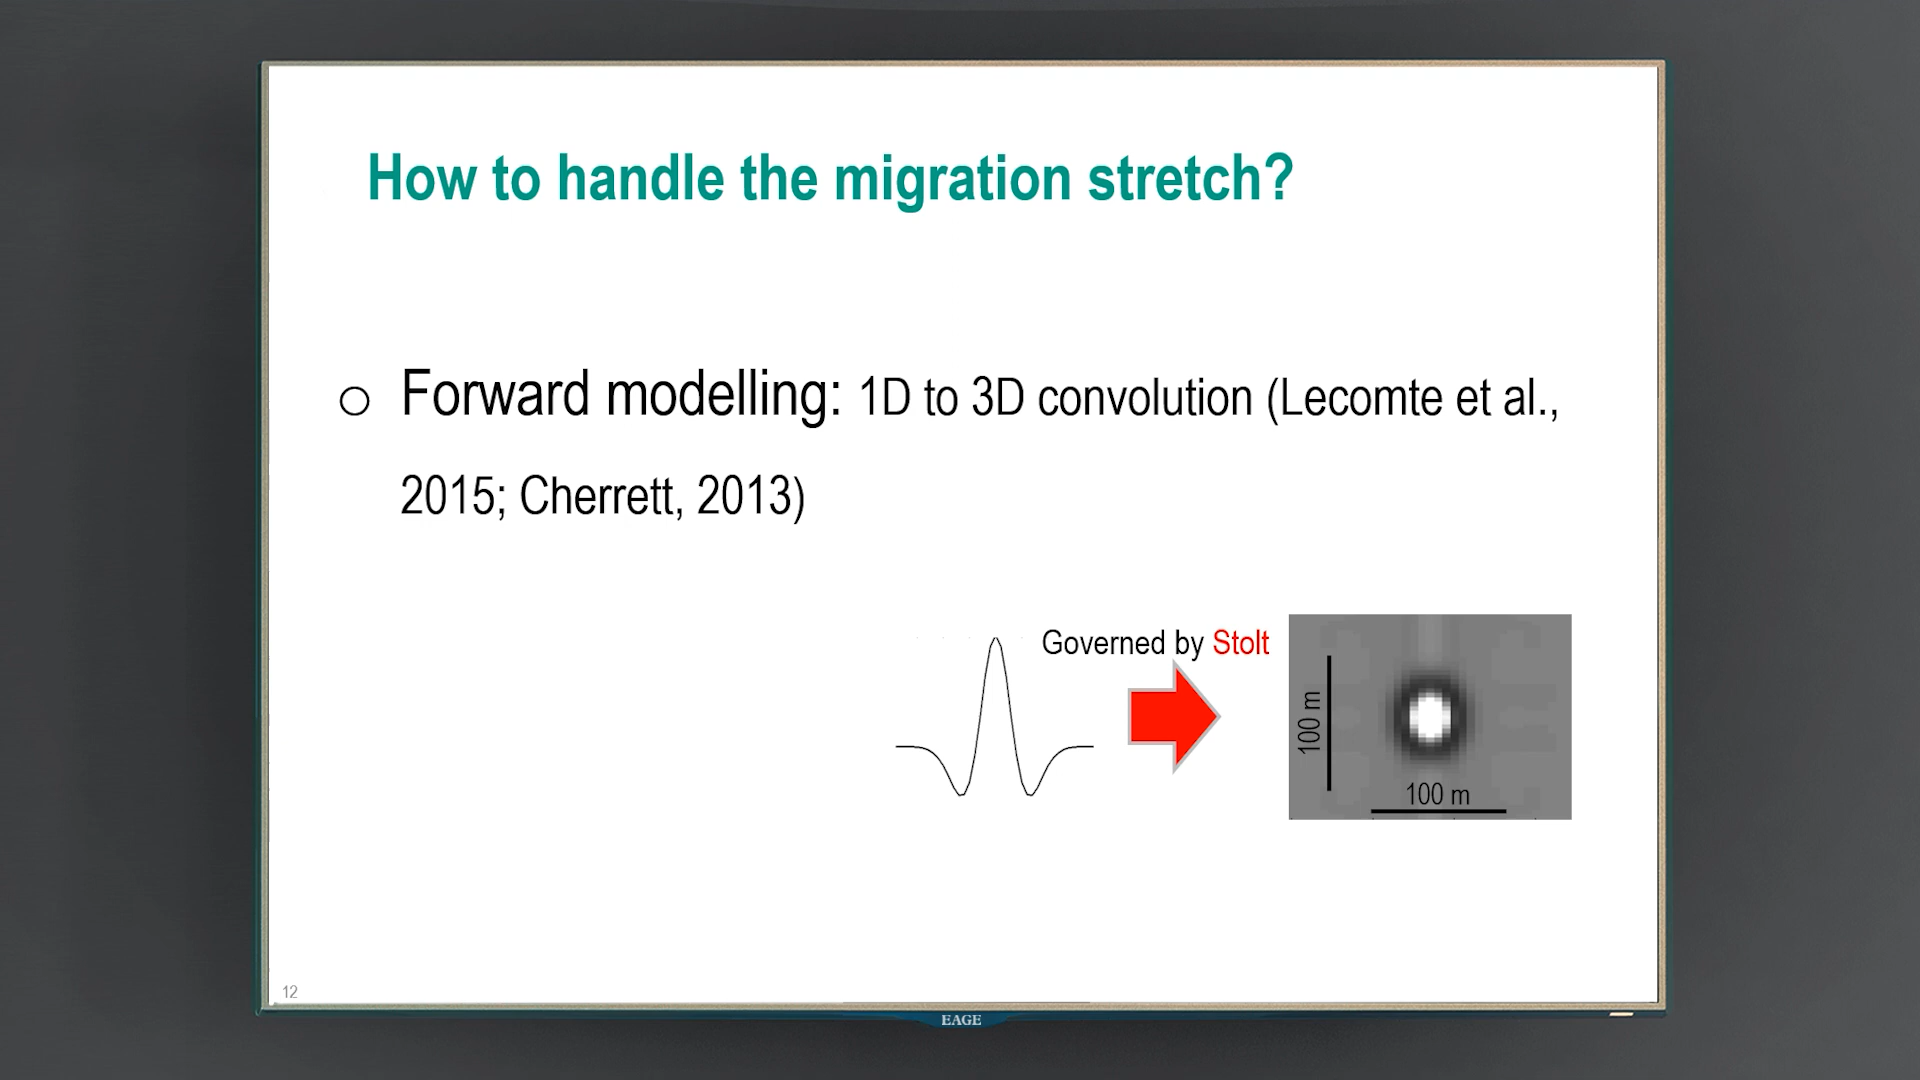 How to handle the migration stretch?
Forward modelling: 1D to 3D convolution (Lecomte et al.,
2015; Cherrett, 2013)
Governed by Stolt
100 m
100 m
12
EAGE